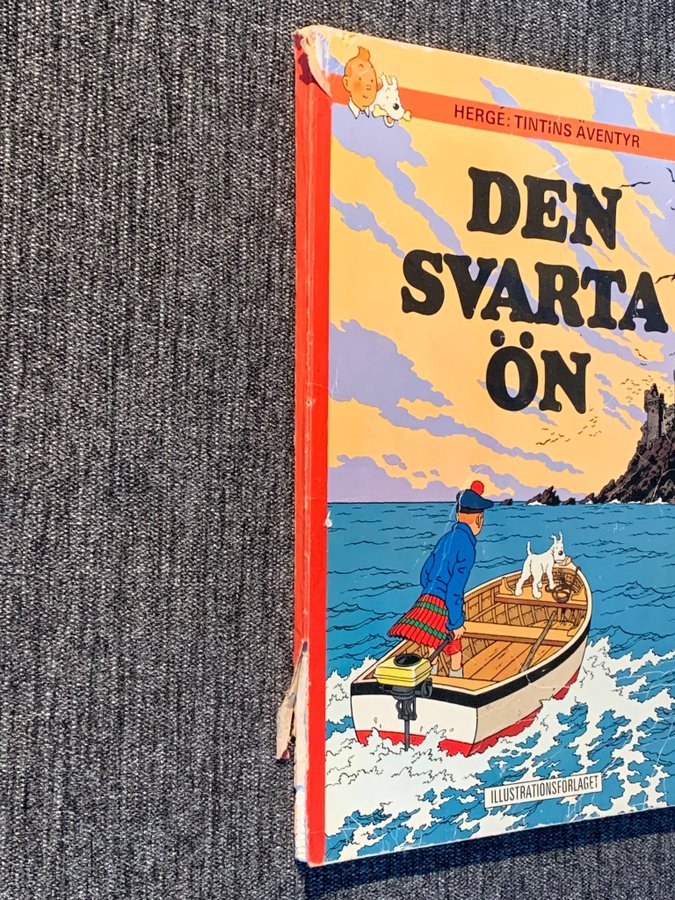 HERGÉ: TINTINS ÄVENTYR
DEN
SVARTA
ÖN
ILLUSTRATIONSFÖRLAGET